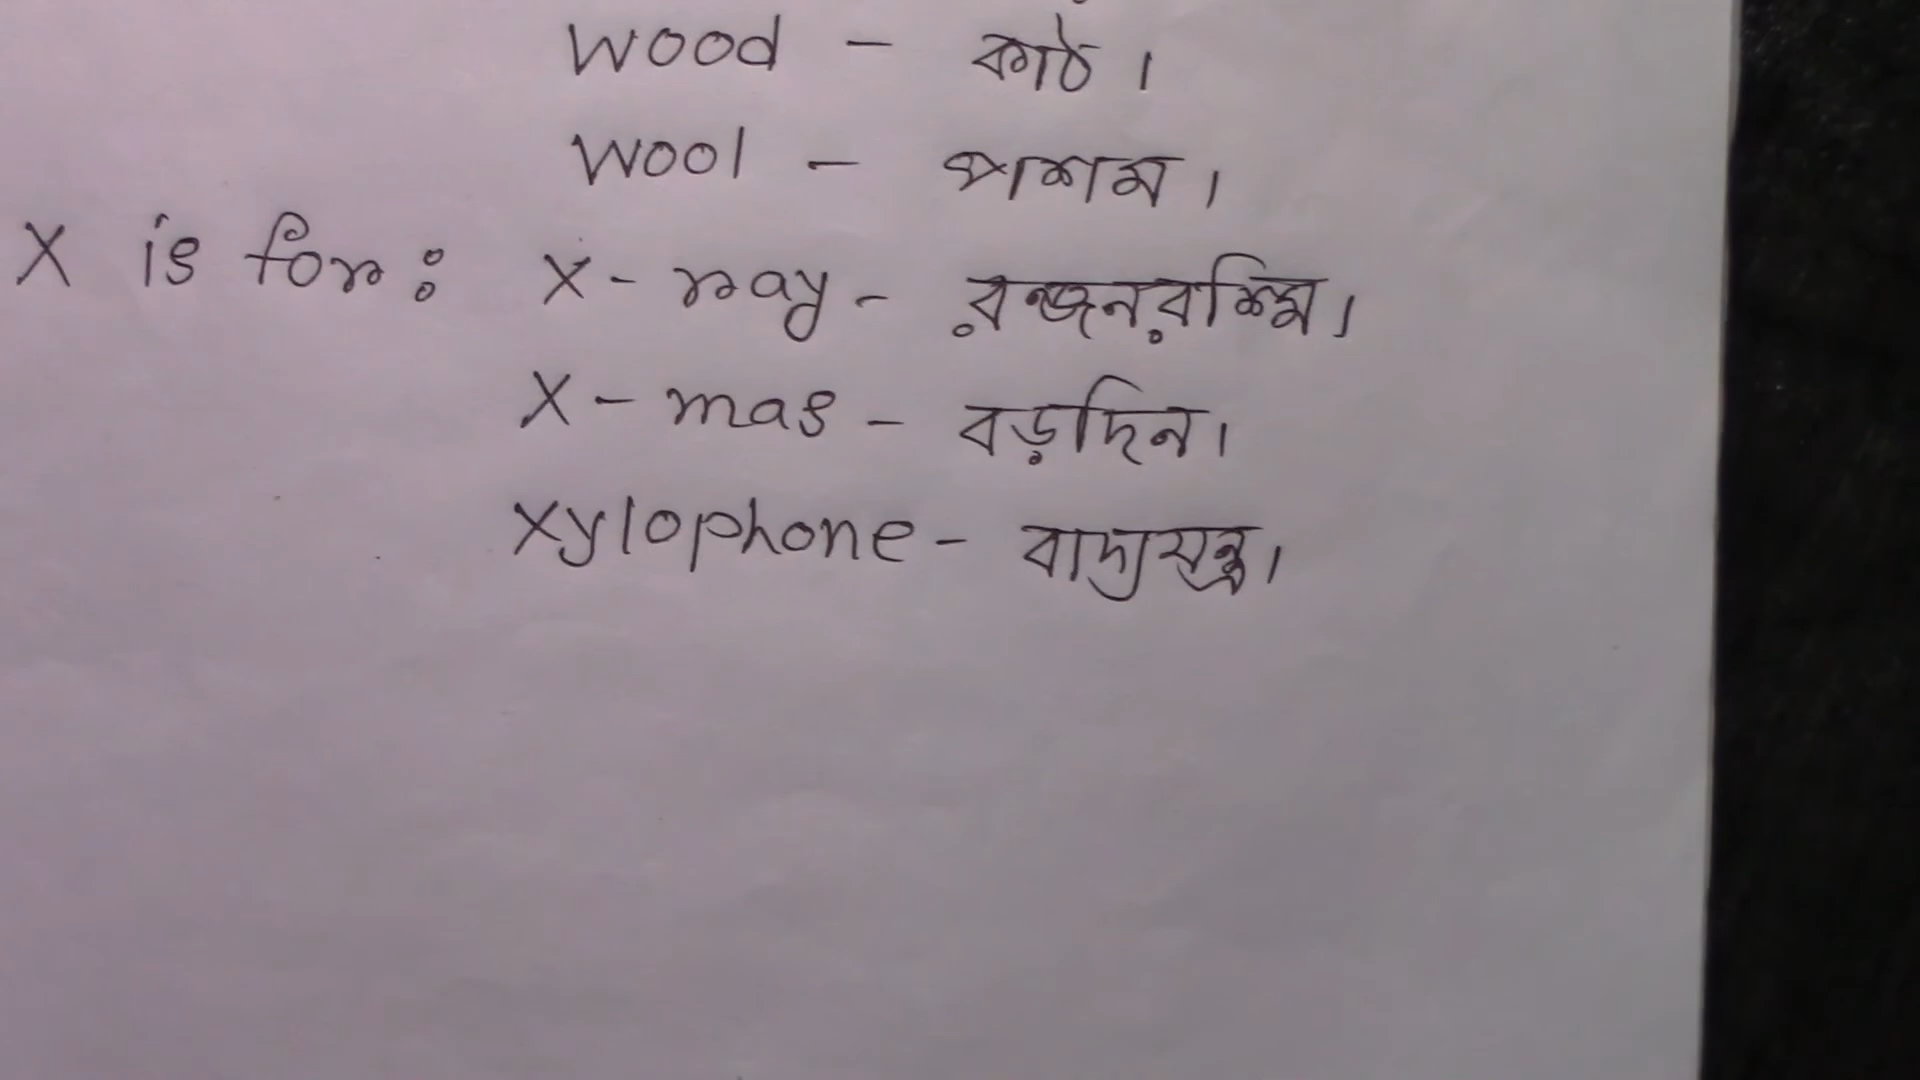 wood - কাঠ।
wool - পশম।
X is for: X-ray - রঞ্জনরশ্মি।
X-mas - বড়দিন।
xylophone - বাদ্যযন্ত্র।